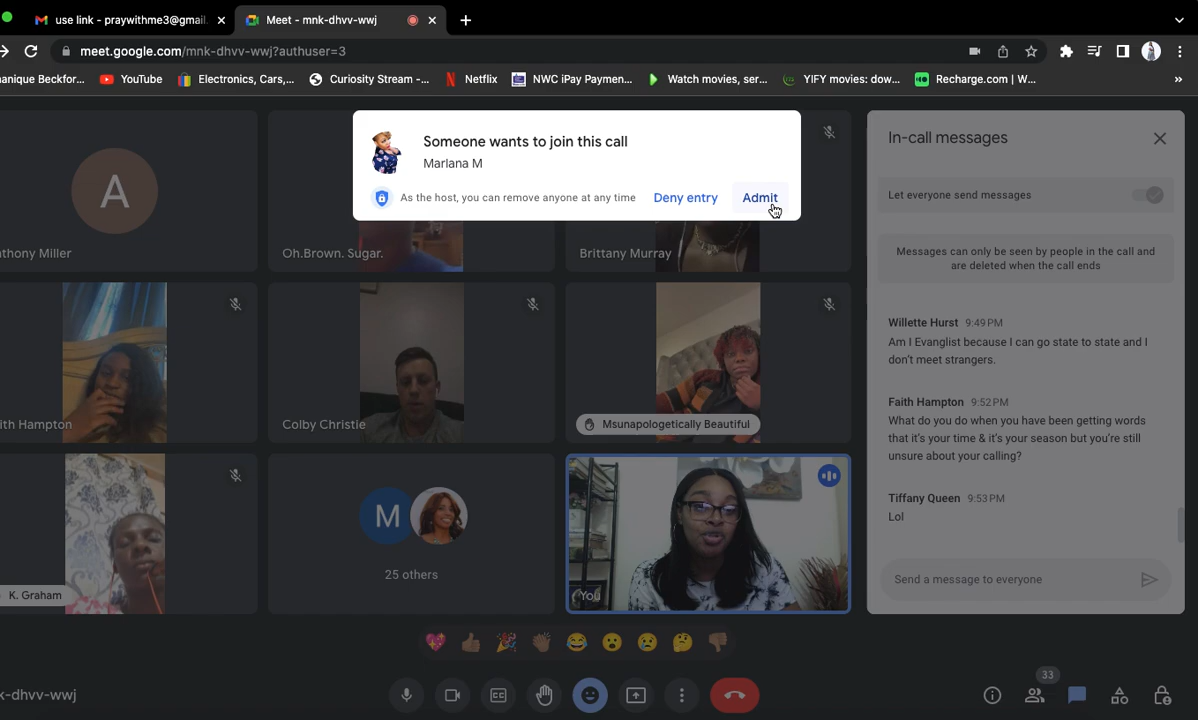 use link - praywithme3@gmail.
Meet - mnk-dhvv-wwj
meet.google.com/mnk-dhvv-wwj?authuser=3
anique Beckfor...
YouTube
Electronics, Cars,...
Curiosity Stream -...
Netflix
NWC iPay Paymen...
Watch movies, ser...
YIFY movies: dow...
Recharge.com | W...
Someone wants to join this call
Marlana M
As the host, you can remove anyone at any time
Deny entry
Admit
A
nthony Miller
Oh.Brown. Sugar.
Brittany Murray
ith Hampton
Colby Christie
Msunapologetically Beautiful
K. Graham
M
25 others
You
In-call messages
Let everyone send messages
Messages can only be seen by people in the call and
are deleted when the call ends
Willette Hurst 9:49 PM
Am I Evanglist because I can go state to state and I
don't meet strangers.
Faith Hampton 9:52 PM
What do you do when you have been getting words
that it's your time & it's your season but you're still
unsure about your calling?
Tiffany Queen 9:53 PM
Lol
Send a message to everyone
k-dhvv-wwj
33